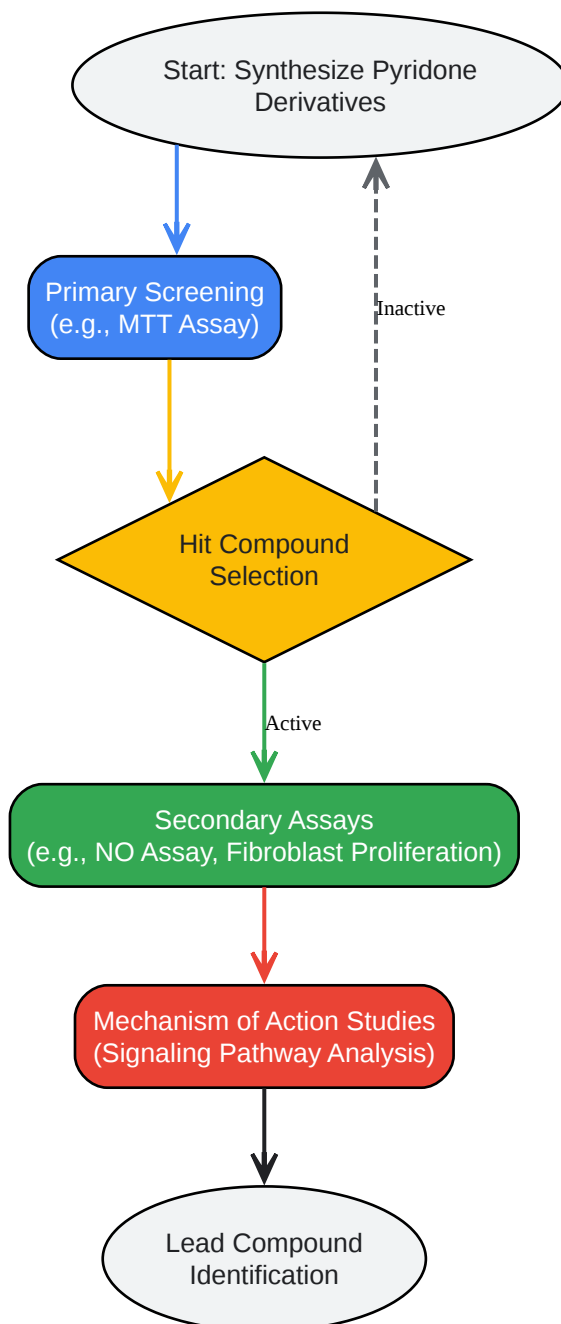 Start: Synthesize Pyridone
Derivatives
Primary Screening
(e.g., MTT Assay)
Inactive
Hit Compound
Selection
Active
Secondary Assays
(e.g., NO Assay, Fibroblast Proliferation)
Mechanism of Action Studies
(Signaling Pathway Analysis)
Lead Compound
Identification